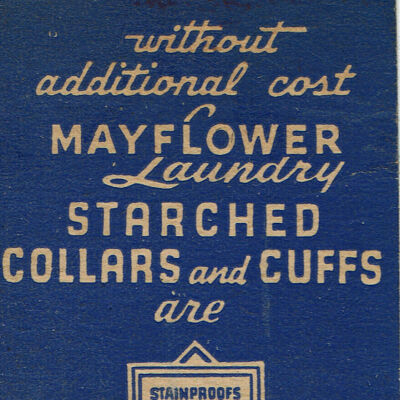 without
additional cost
MAYFLOWER
Laundry
STARCHED
COLLARS and CUFFS
are
STAINPROOFS